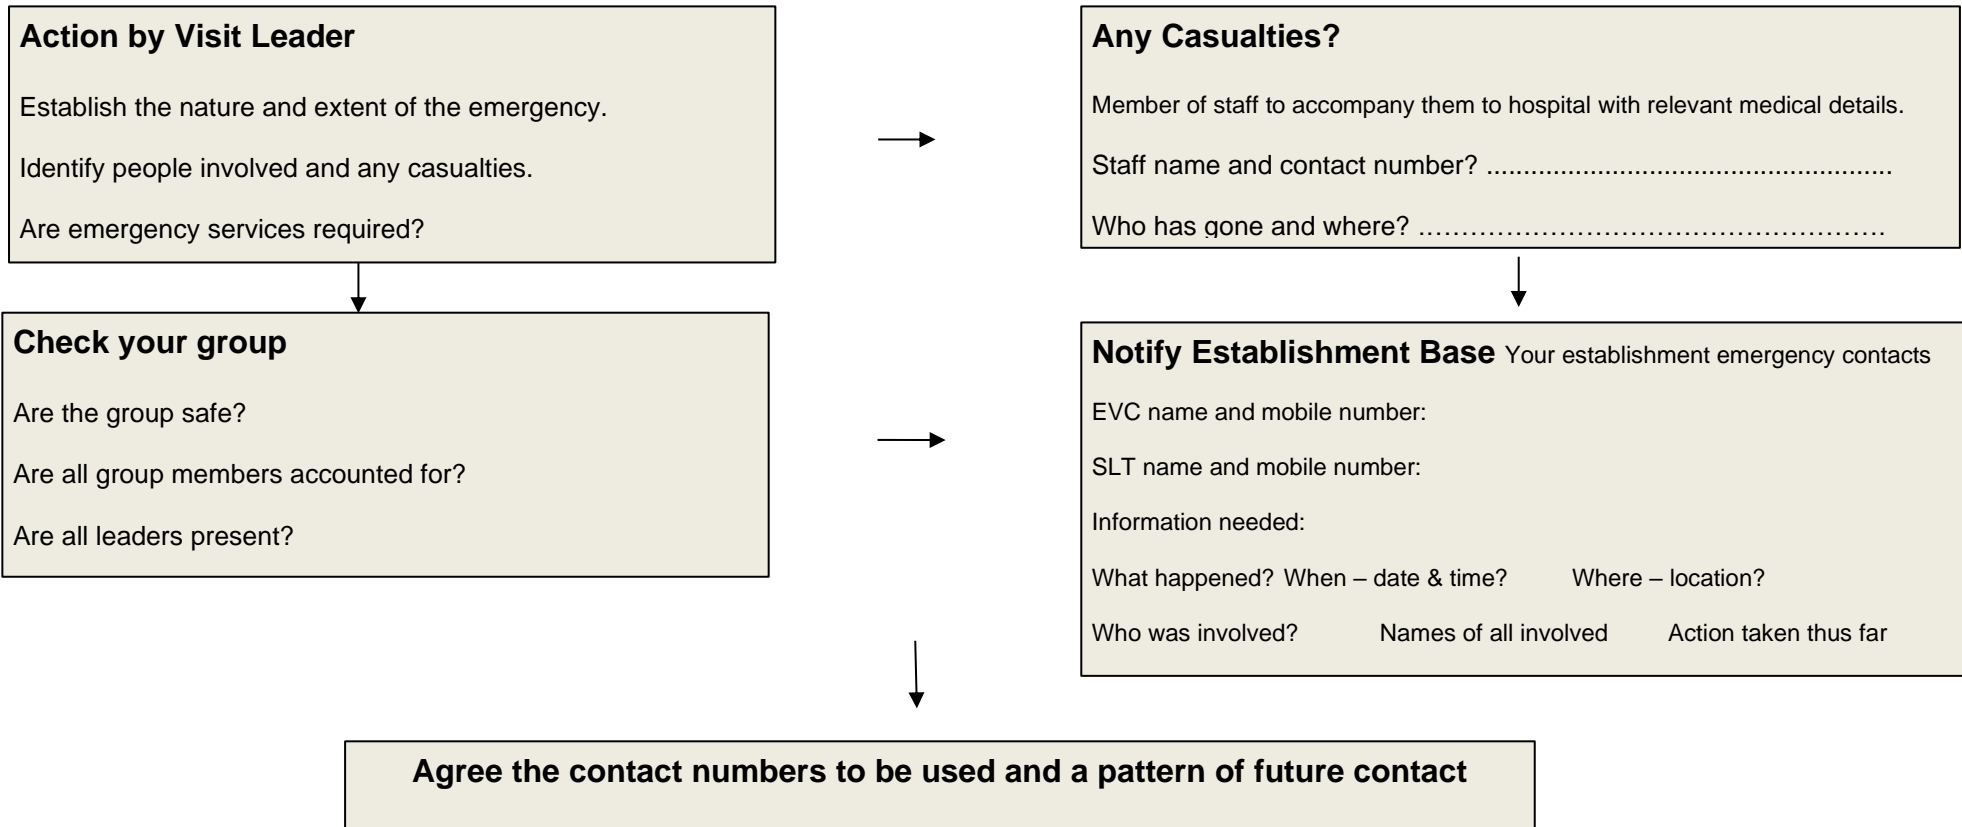 Action by Visit Leader
Establish the nature and extent of the emergency.
Identify people involved and any casualties.
Are emergency services required?
Any Casualties?
Member of staff to accompany them to hospital with relevant medical details.
Staff name and contact number? .......................................................
Who has gone and where? ……………………………………………….
Check your group
Are the group safe?
Are all group members accounted for?
Are all leaders present?
Notify Establishment Base Your establishment emergency contacts
EVC name and mobile number:
SLT name and mobile number:
Information needed:
What happened? When – date & time? Where – location?
Who was involved? Names of all involved Action taken thus far
Agree the contact numbers to be used and a pattern of future contact